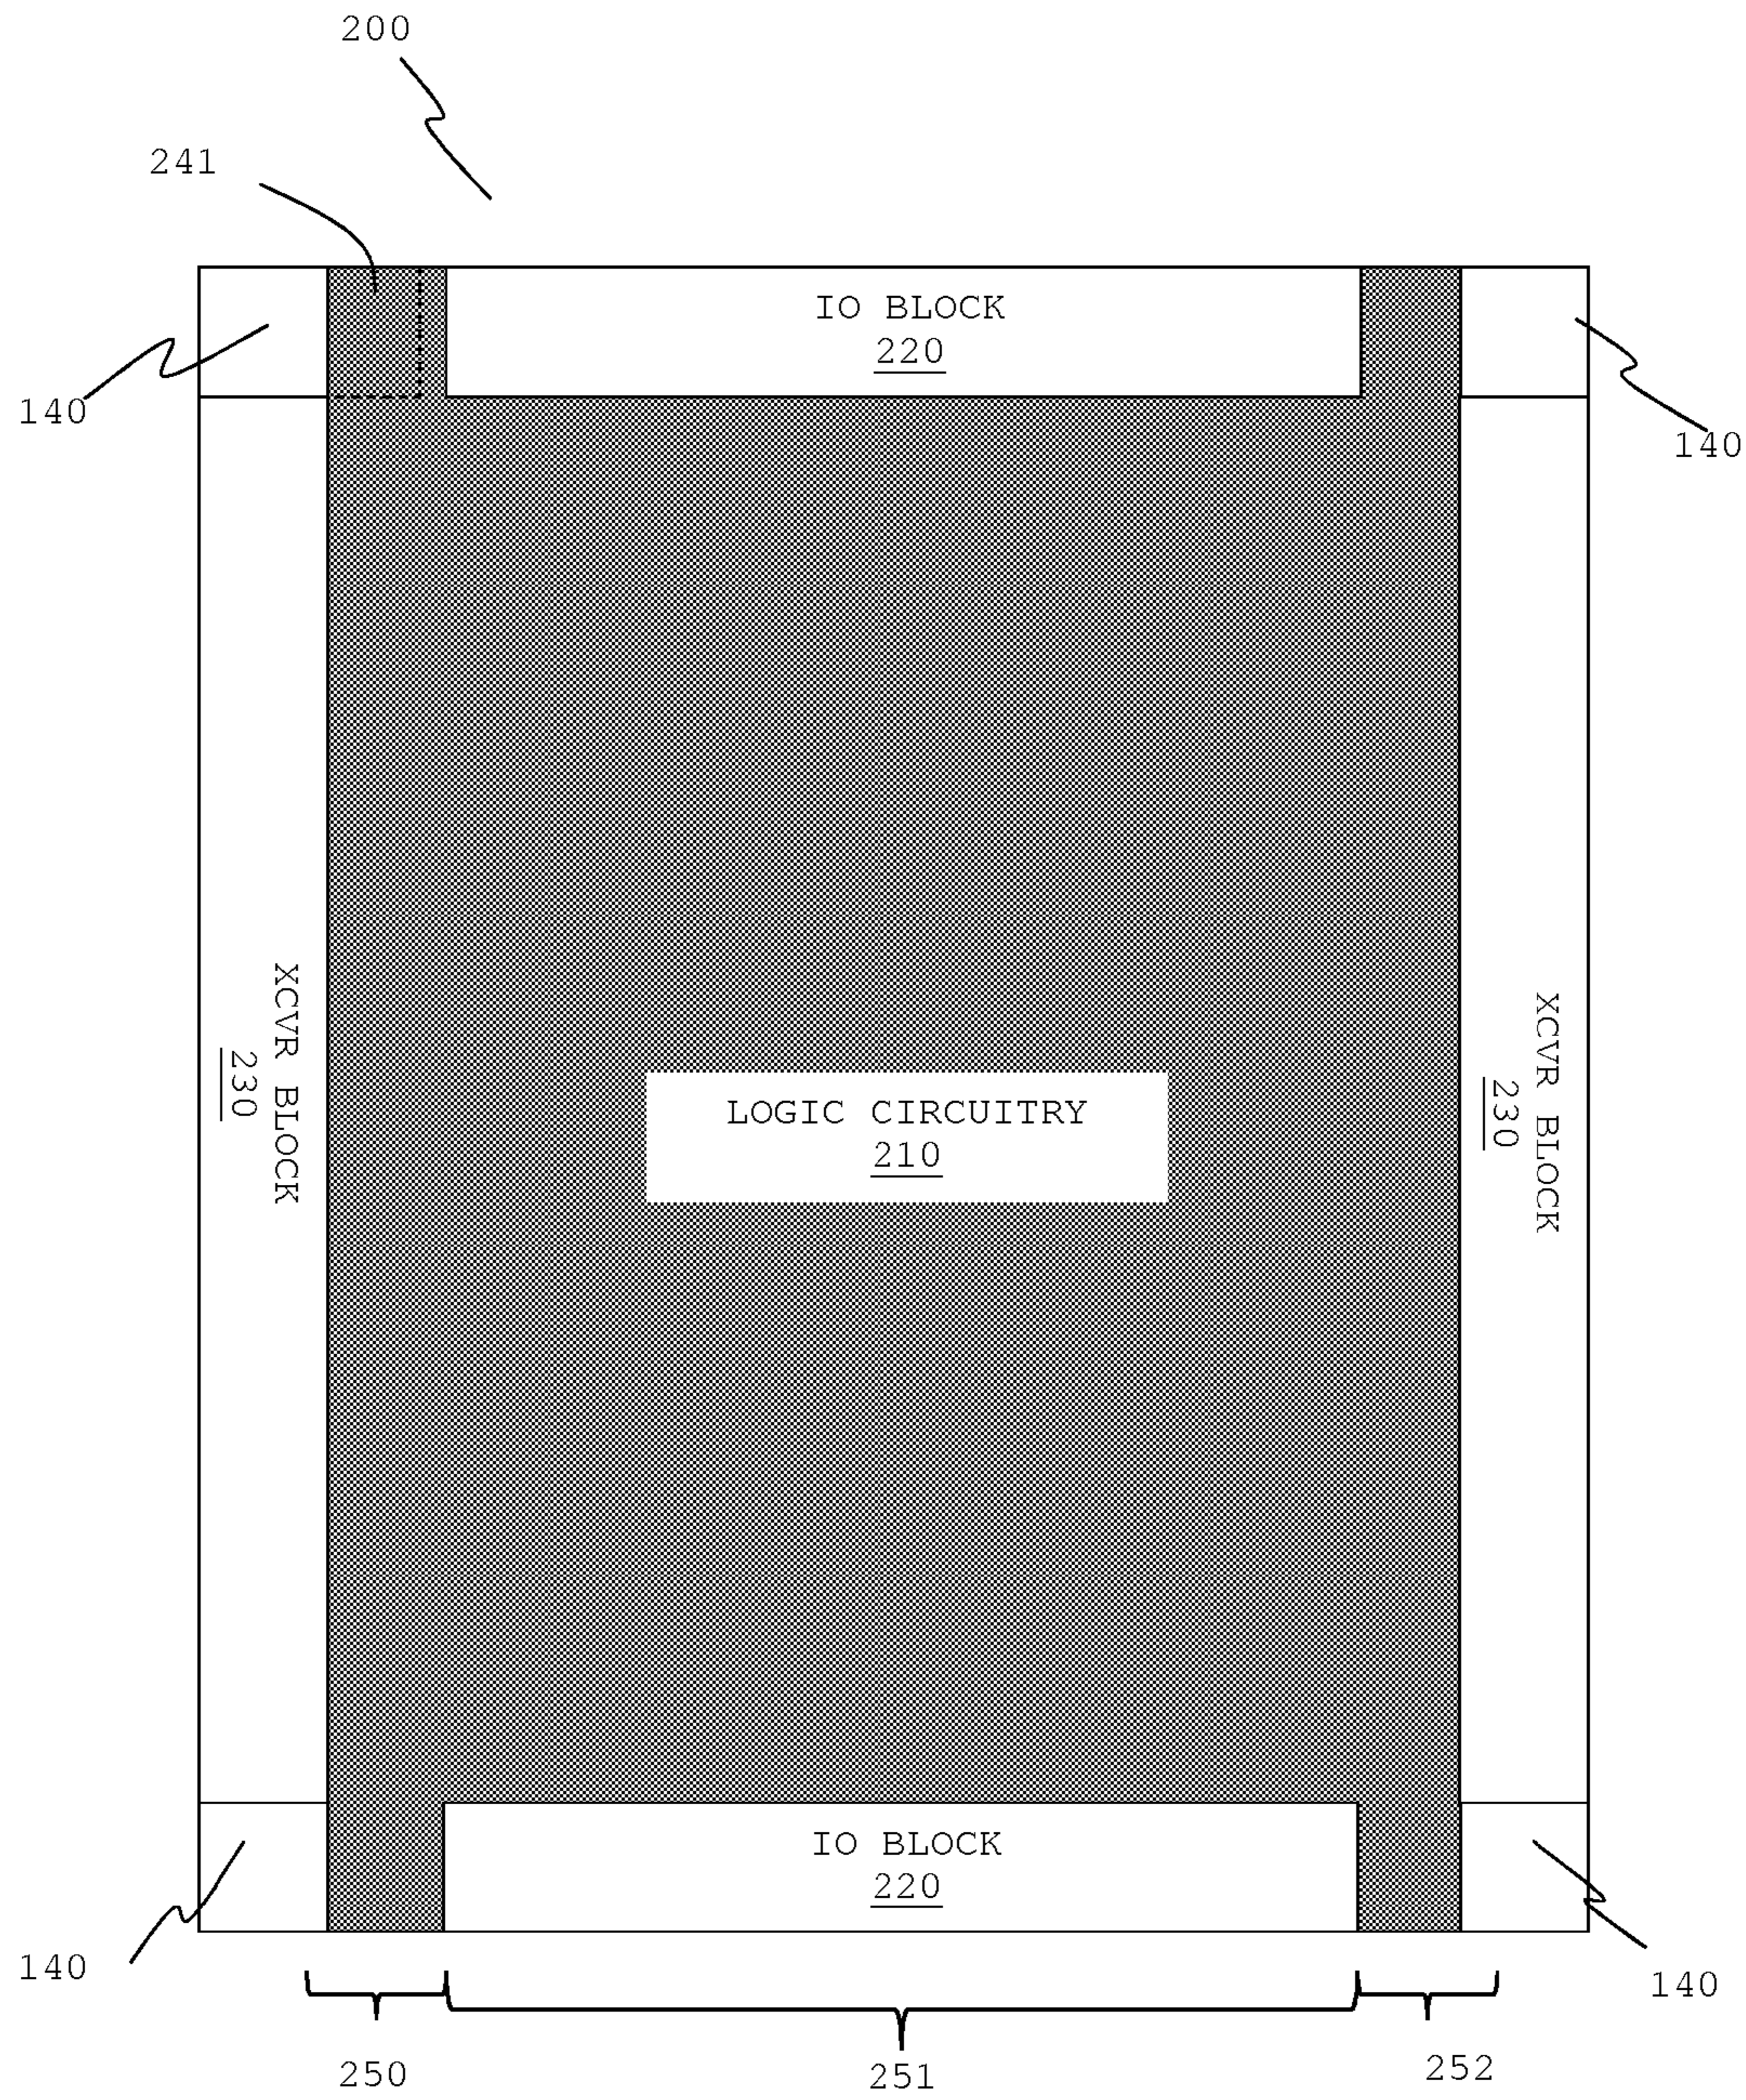 200
241
IO BLOCK
220
140
140
XCVR BLOCK
230
XCVR BLOCK
230
LOGIC CIRCUITRY
210
IO BLOCK
220
140
140
250
251
252